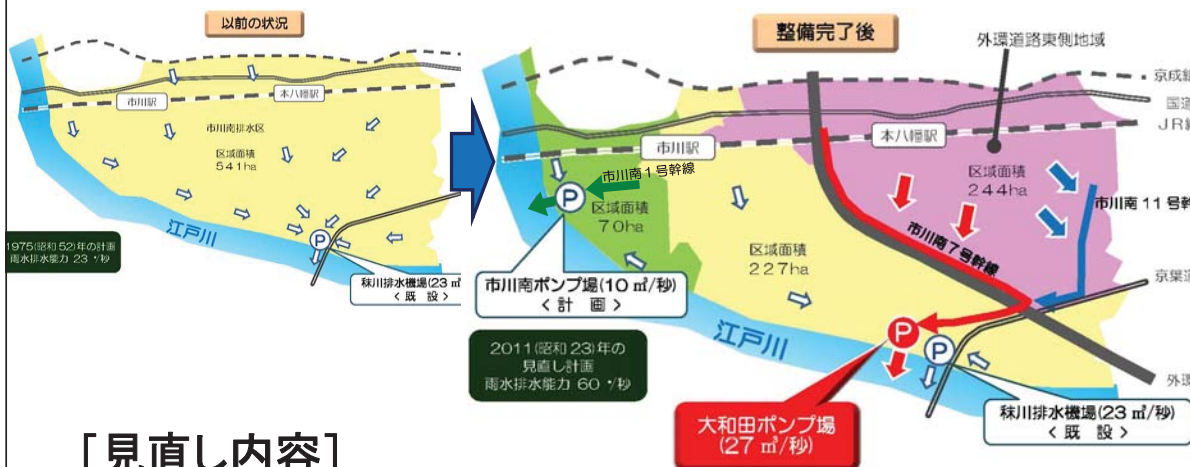 以前の状況
市川駅
本八幡駅
市川南排水区
区域面積
541ha
江戸川
1975(昭和52)年の計画
雨水排水能力 23 ㎥/秒
秣川排水機場(23 ㎥
< 既 設 >
整備完了後
外環道路東側地域
京成線
国道
JR線
市川駅
本八幡駅
市川南1号幹線
区域面積
70ha
区域面積
244ha
市川南11号幹
市川南7号幹線
区域面積
227ha
京葉道
江戸川
外環
市川南ポンプ場(10 ㎥/秒)
< 計 画 >
2011(昭和23)年の
見直し計画
雨水排水能力 60 ㎥/秒
P
P
P
P
大和田ポンプ場
(27 ㎥/秒)
秣川排水機場(23 ㎥/秒)
< 既 設 >
[見直し内容]